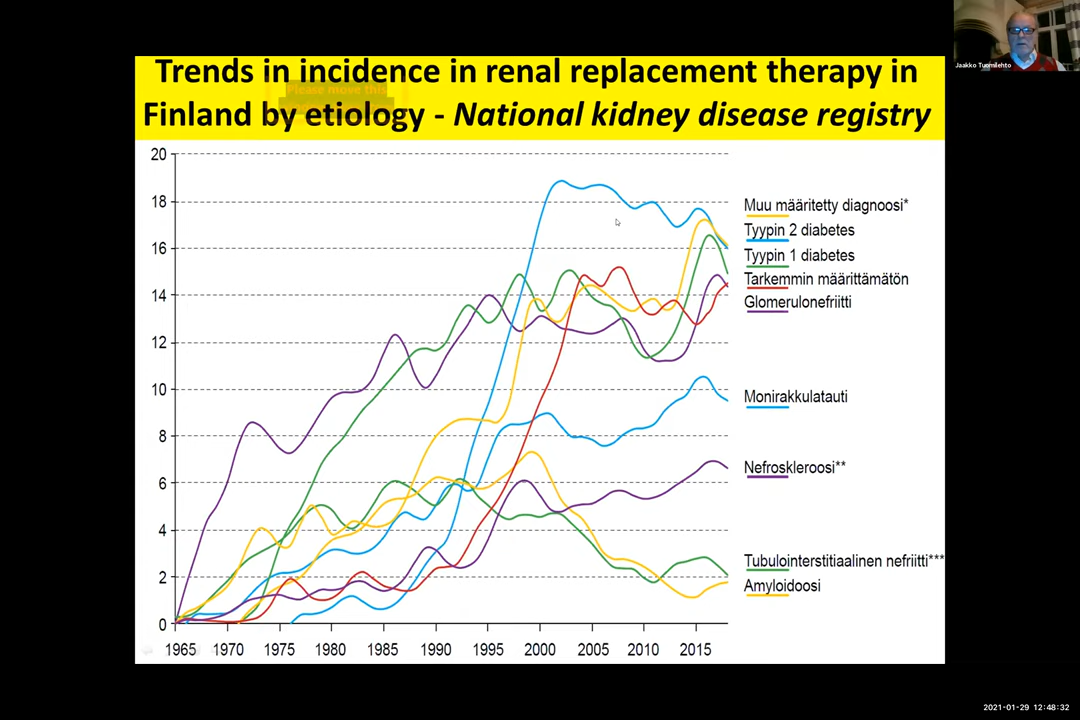 Jaakko Tuomilehto
Trends in incidence in renal replacement therapy in
Please move this
Finland by etiology - National kidney disease registry
20
18
16
14
12
10
8
6
4
2
0
1965 1970 1975 1980 1985 1990 1995 2000 2005 2010 2015
Muu määritetty diagnoosi*
Tyypin 2 diabetes
Tyypin 1 diabetes
Tarkemmin määrittämätön
Glomerulonefriitti
Monirakkulatauti
Nefroskleroosi**
Tubulointerstitiaalinen nefriitti***
Amyloidoosi
2021-01-29 12:48:32